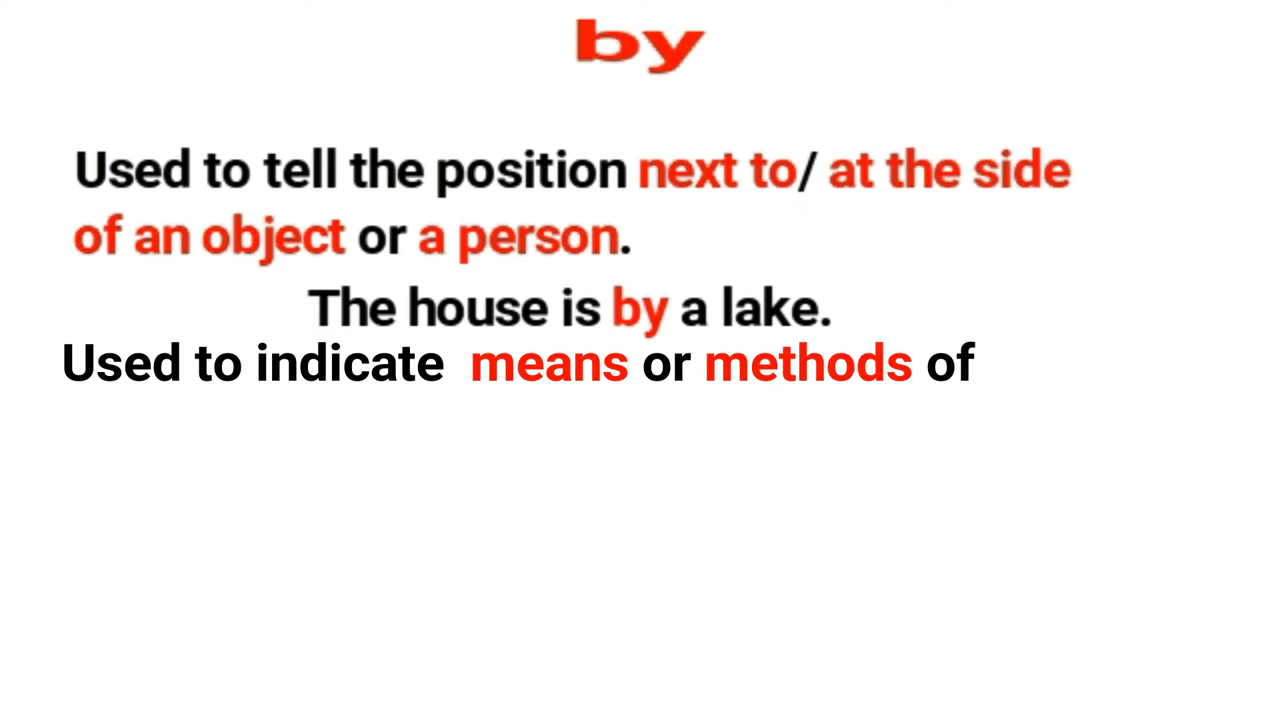 by
Used to tell the position next to/ at the side
of an object or a person.
The house is by a lake.
Used to indicate means or methods of